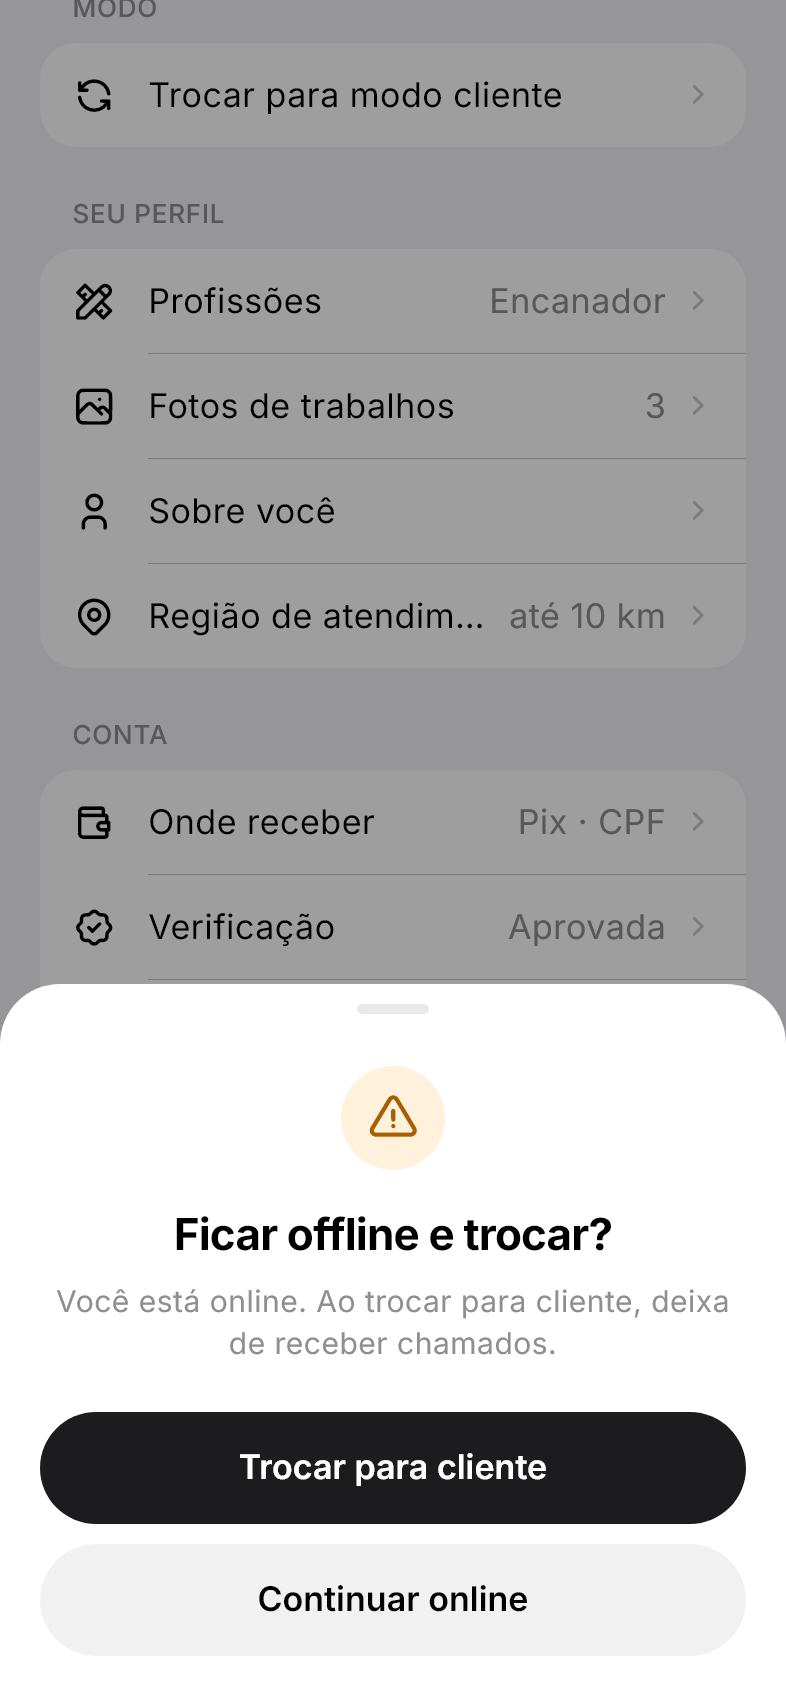 MODO
Trocar para modo cliente
SEU PERFIL
Profissões Encanador
Fotos de trabalhos 3
Sobre você
Região de atendim... até 10 km
CONTA
Onde receber Pix · CPF
Verificação Aprovada
Ficar offline e trocar?
Você está online. Ao trocar para cliente, deixa
de receber chamados.
Trocar para cliente
Continuar online